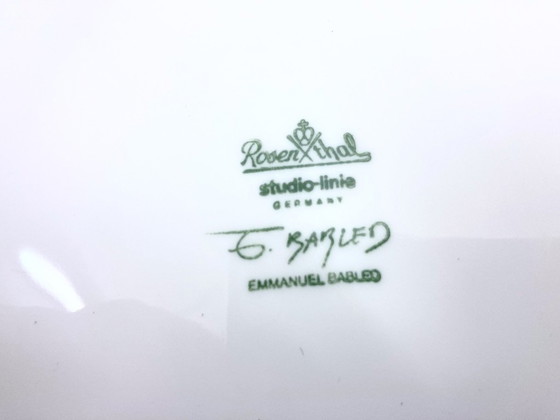 Rosenthal
studio-linie
GERMANY
E. BABLED
EMMANUEL BABLED